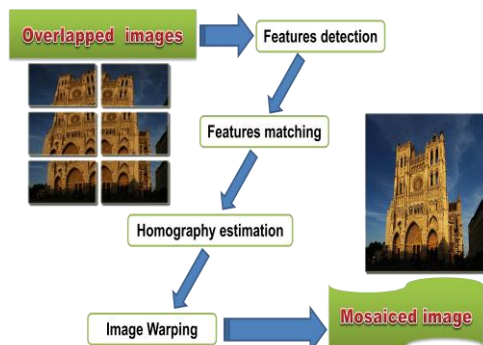 Overlapped images
Features detection
Features matching
Homography estimation
Image Warping
Mosaiced image